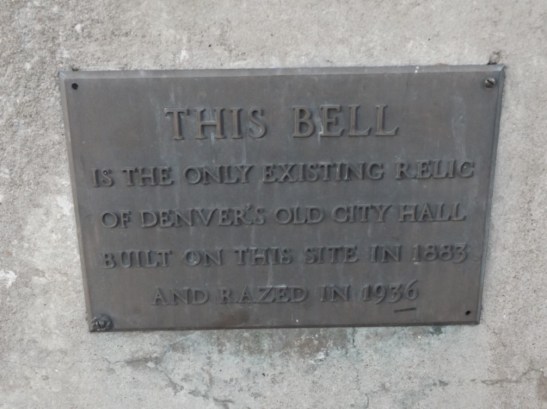 THIS BELL
IS THE ONLY EXISTING RELIC
OF DENVER'S OLD CITY HALL
BUILT ON THIS SITE IN 1883
AND RAZED IN 1936